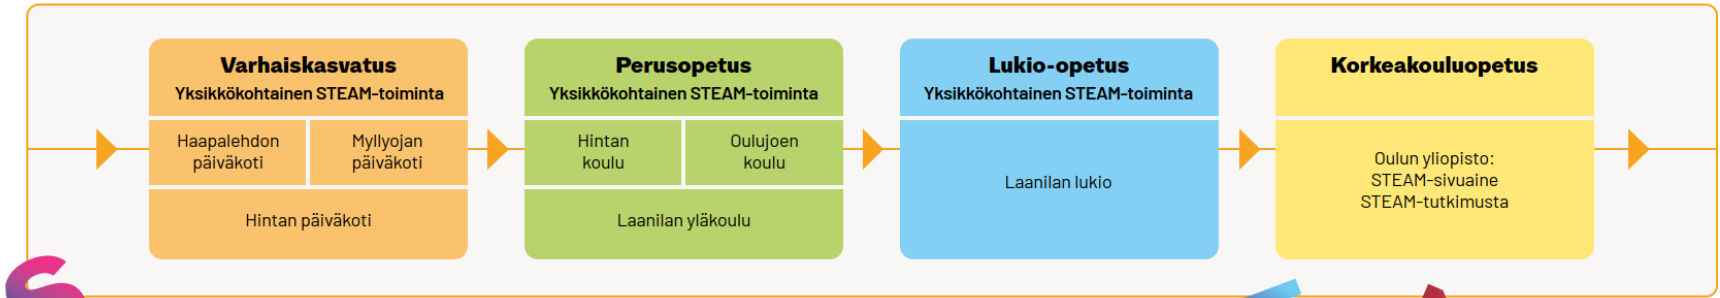 Varhaiskasvatus
Yksikkökohtainen STEAM-toiminta
Haapalehdon
päiväkoti
Myllyojan
päiväkoti
Hintan päiväkoti
Perusopetus
Yksikkökohtainen STEAM-toiminta
Hintan
koulu
Oulujoen
koulu
Laanilan yläkoulu
Lukio-opetus
Yksikkökohtainen STEAM-toiminta
Laanilan lukio
Korkeakouluopetus
Oulun yliopisto:
STEAM-sivuaine
STEAM-tutkimusta